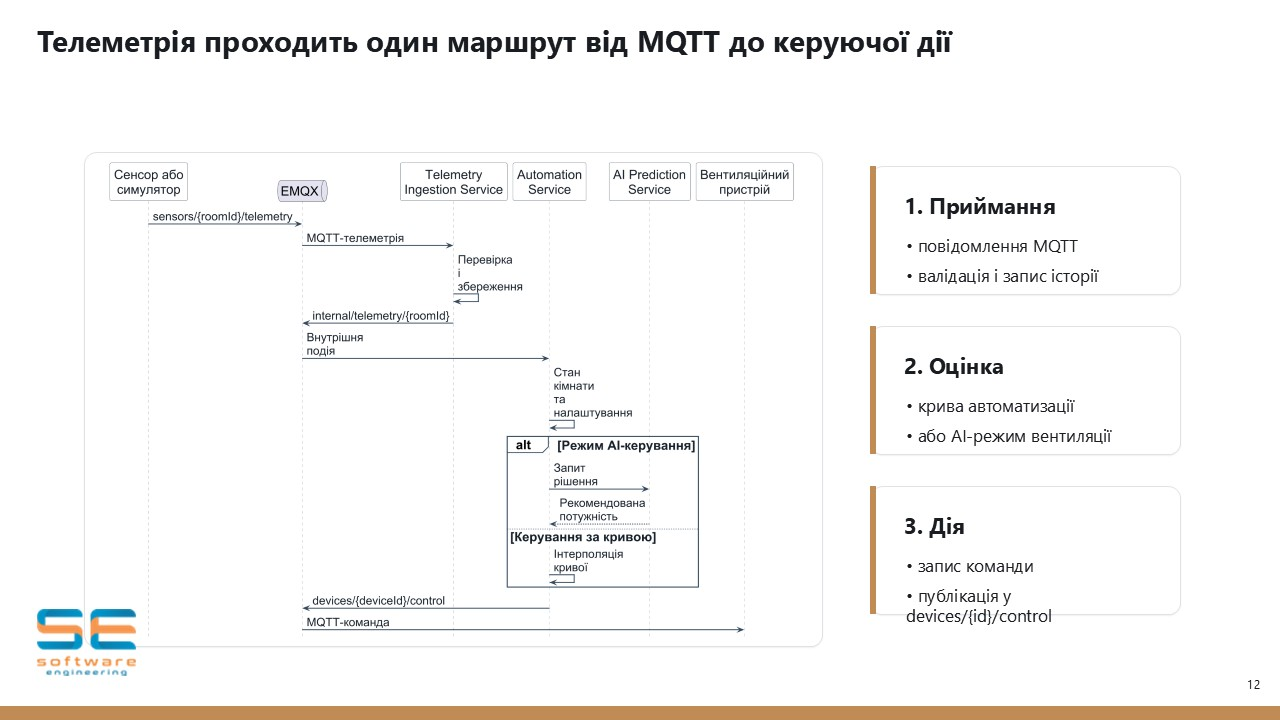 Телеметрія проходить один маршрут від MQTT до керуючої дії
Сенсор або
симулятор
EMQX
Telemetry
Ingestion Service
Automation
Service
AI Prediction
Service
Вентиляційний
пристрій
sensors/{roomId}/telemetry
MQTT-телеметрія
Перевірка
і
збереження
internal/telemetry/{roomId}
Внутрішня
подія
Стан
кімнати
та
налаштування
alt
[Режим AI-керування]
Запит
рішення
Рекомендована
потужність
[Керування за кривою]
Інтерполяція
кривої
devices/{deviceId}/control
MQTT-команда
1. Приймання
• повідомлення MQTT
• валідація і запис історії
2. Оцінка
• крива автоматизації
• або AI-режим вентиляції
3. Дія
• запис команди
• публікація у
devices/{id}/control
SE
software
engineering
12